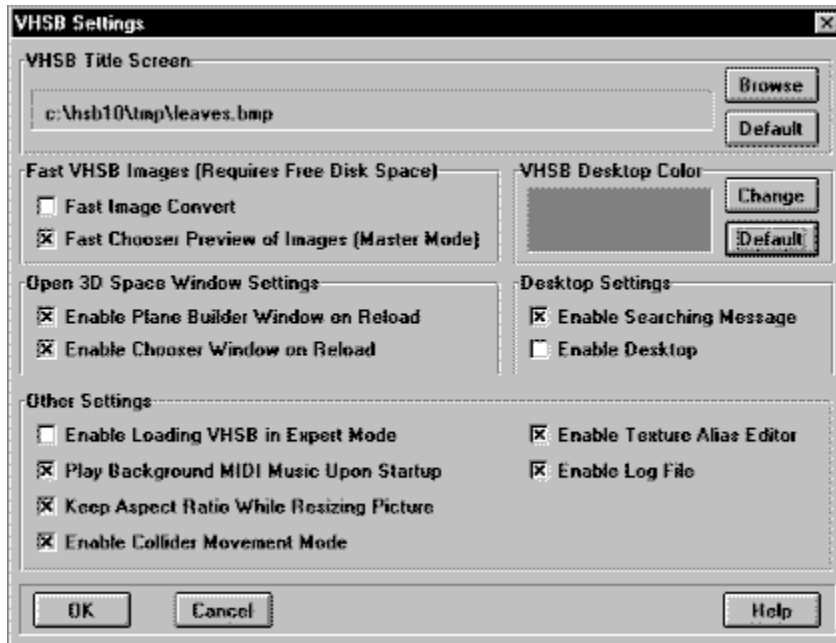 VHSB Settings
VHSB Title Screen
c:\hsb10\tmp\leaves.bmp
Browse
Default
Fast VHSB Images (Requires Free Disk Space)
Fast Image Convert
Fast Chooser Preview of Images (Master Mode)
VHSB Desktop Color
Change
Default
Open 3D Space Window Settings
Enable Plane Builder Window on Reload
Enable Chooser Window on Reload
Desktop Settings
Enable Searching Message
Enable Desktop
Other Settings
Enable Loading VHSB in Expert Mode
Play Background MIDI Music Upon Startup
Keep Aspect Ratio While Resizing Picture
Enable Collider Movement Mode
Enable Texture Alias Editor
Enable Log File
OK
Cancel
Help